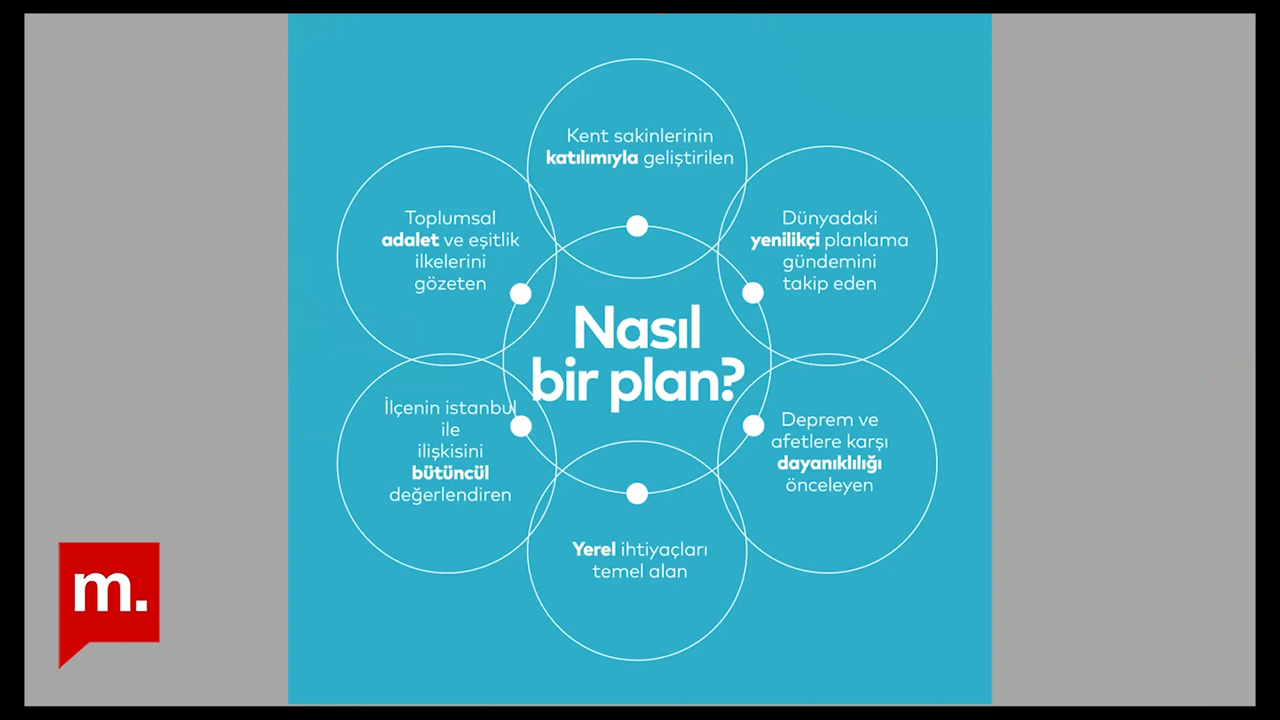 Kent sakinlerinin
katılımıyla geliştirilen
Toplumsal
adalet ve eşitlik
ilkelerini
gözeten
Dünyadaki
yenilikçi planlama
gündemini
takip eden
Nasıl
bir plan?
İlçenin istanbul
ile
ilişkisini
bütüncül
değerlendiren
Deprem ve
afetlere karşı
dayanıklılığı
önceleyen
Yerel ihtiyaçları
temel alan
m.